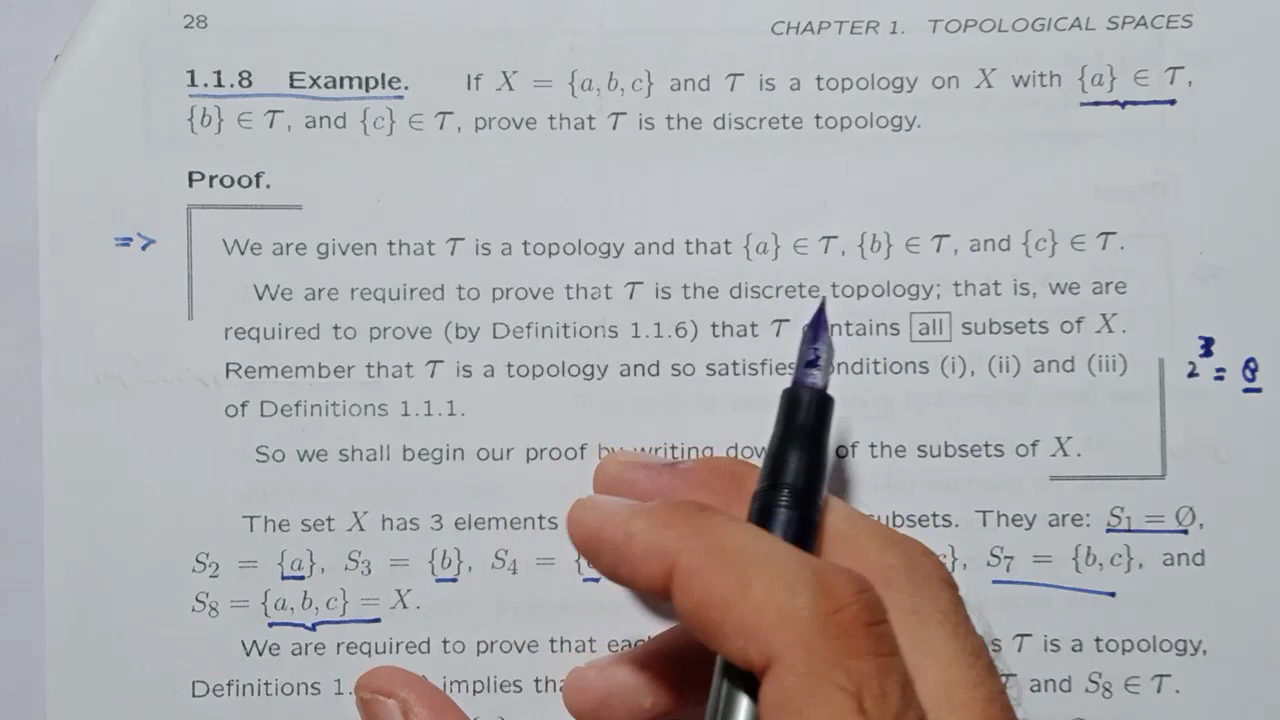 28 CHAPTER 1. TOPOLOGICAL SPACES
1.1.8 Example. If X = {a, b, c} and 𝒯 is a topology on X with {a} ∈ 𝒯,
{b} ∈ 𝒯, and {c} ∈ 𝒯, prove that 𝒯 is the discrete topology.
Proof.
=> We are given that 𝒯 is a topology and that {a} ∈ 𝒯, {b} ∈ 𝒯, and {c} ∈ 𝒯.
We are required to prove that 𝒯 is the discrete topology; that is, we are
required to prove (by Definitions 1.1.6) that 𝒯 all subsets of X.
2³ = 8
Remember that 𝒯 is a topology and so satisfies (i), (ii) and (iii)
of Definitions 1.1.1.
So we shall begin our proof by writing of the subsets of X.
The set X has 3 elements subsets. They are: S₁ = Ø,
S₂ = {a}, S₃ = {b}, S₄ = { }, S₇ = {b, c}, and
S₈ = {a, b, c} = X.
We are required to prove that 𝒯 is a topology,
Definitions 1. implies and S₈ ∈ 𝒯.